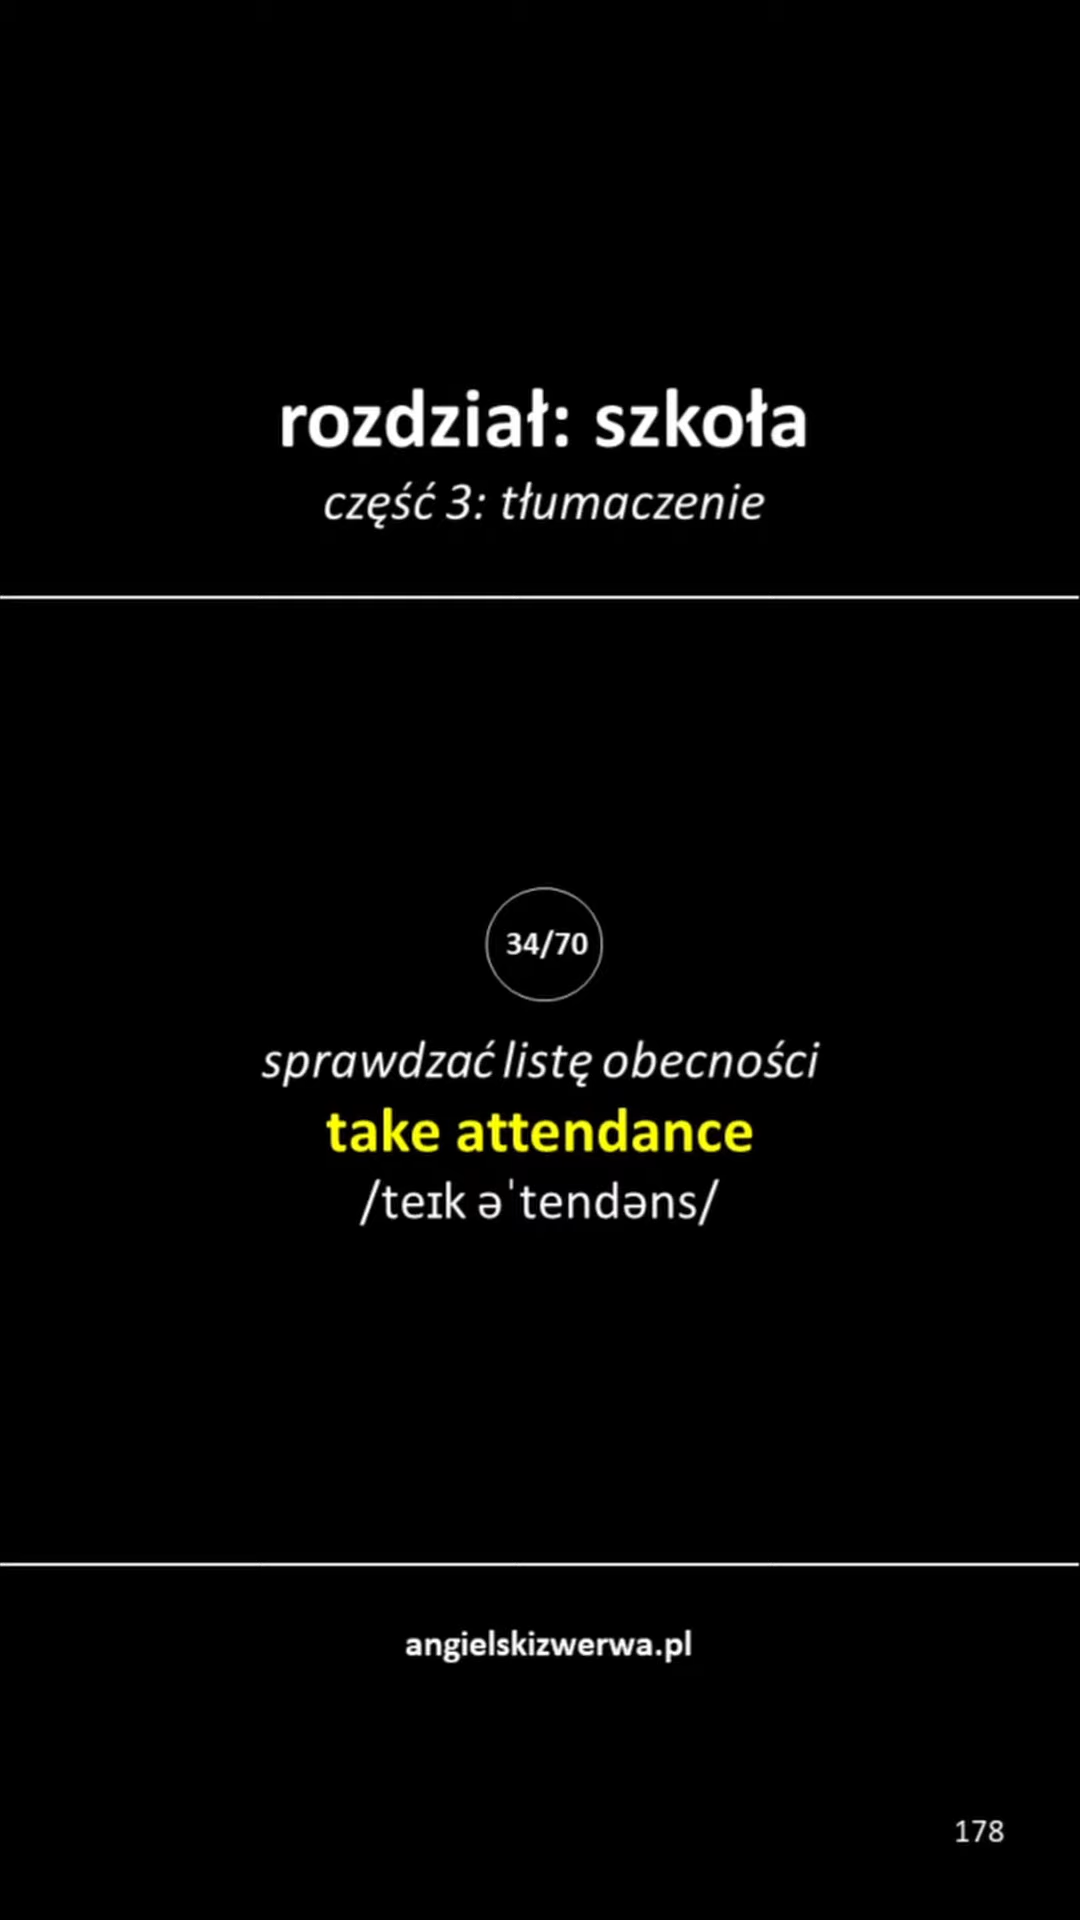 rozdział: szkoła
część 3: tłumaczenie
34/70
sprawdzać listę obecności
take attendance
/teɪk əˈtendəns/
angielskizwerwa.pl
178